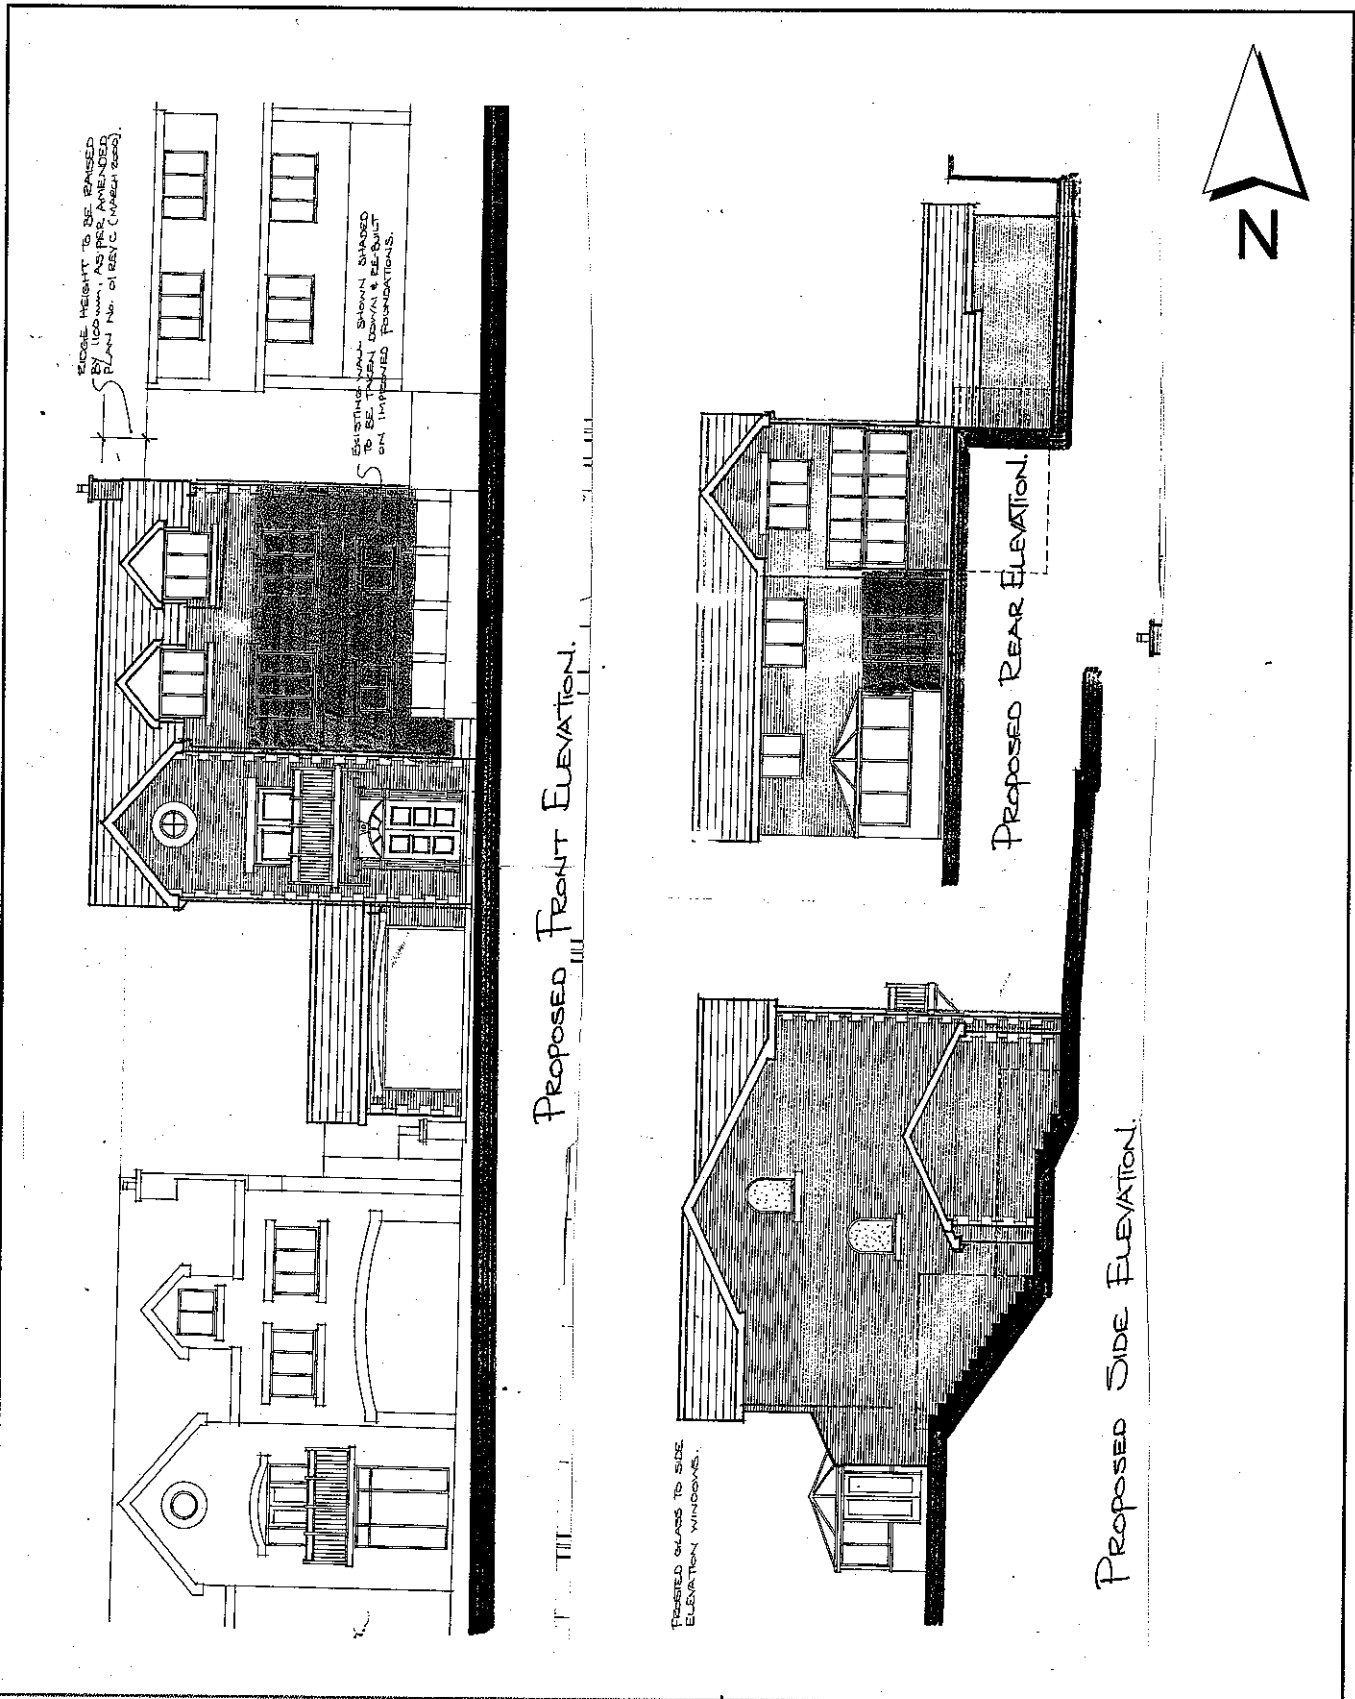 RIDGE HEIGHT TO BE RAISED
BY 1100mm, AS PER AMENDED
PLAN No. 01 REV C (MARCH 2000).
EXISTING WALL SHOWN SHADED
TO BE TAKEN DOWN & RE-BUILT
ON IMPROVED FOUNDATIONS.
PROPOSED FRONT ELEVATION.
N
PROPOSED REAR ELEVATION.
FROSTED GLASS TO SIDE
ELEVATION WINDOWS.
PROPOSED SIDE ELEVATION.